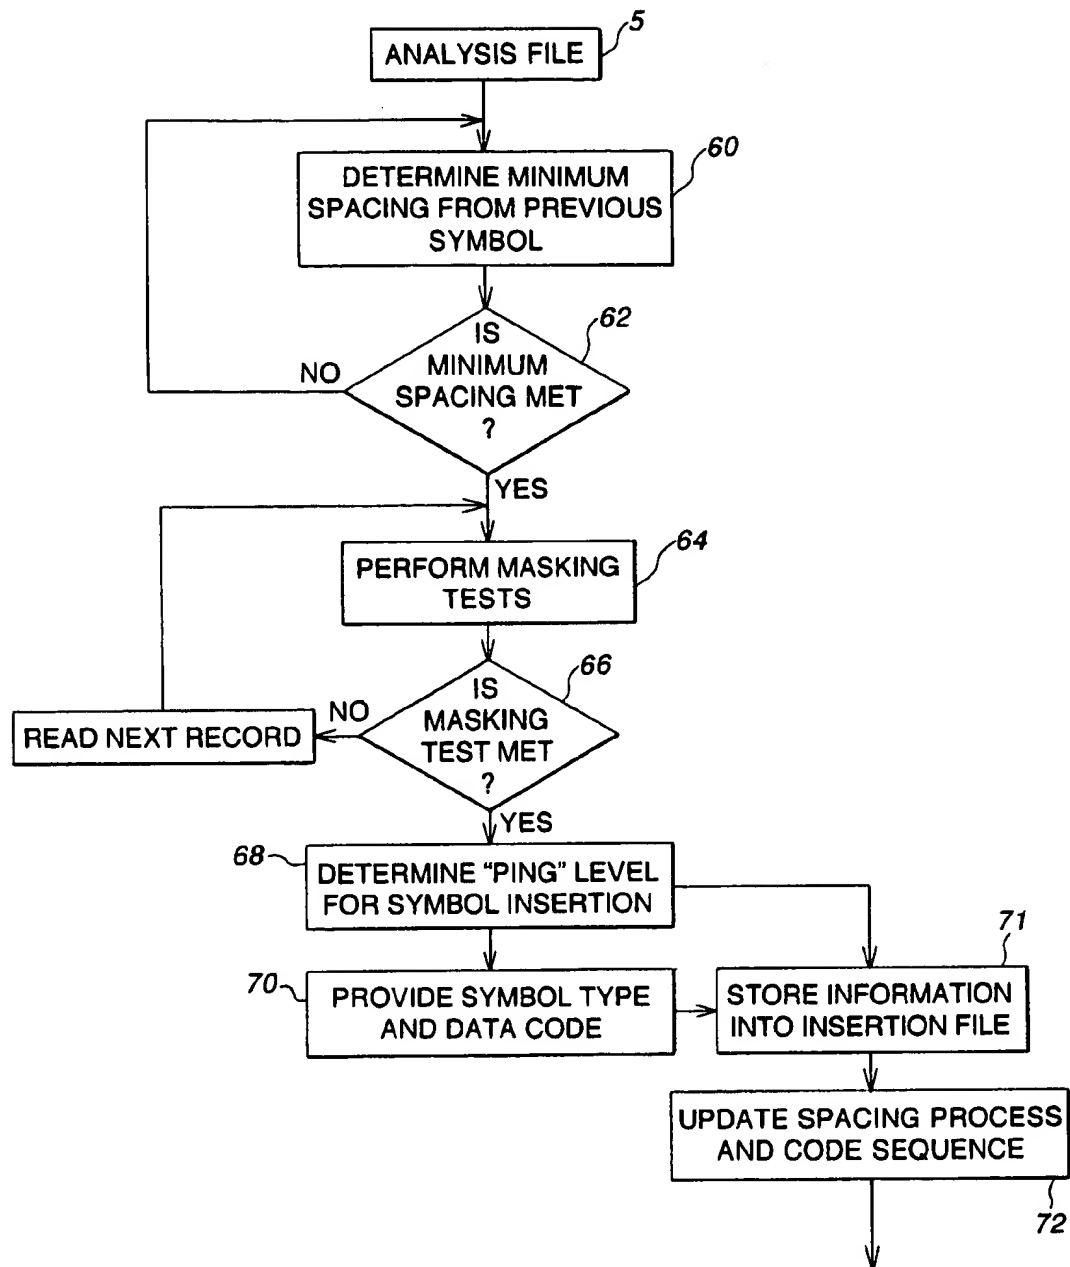 5
ANALYSIS FILE
60
DETERMINE MINIMUM
SPACING FROM PREVIOUS
SYMBOL
62
IS
MINIMUM
SPACING MET
?
NO
YES
64
PERFORM MASKING
TESTS
66
IS
MASKING
TEST MET
?
NO
READ NEXT RECORD
YES
68
DETERMINE “PING” LEVEL
FOR SYMBOL INSERTION
70
PROVIDE SYMBOL TYPE
AND DATA CODE
71
STORE INFORMATION
INTO INSERTION FILE
UPDATE SPACING PROCESS
AND CODE SEQUENCE
72